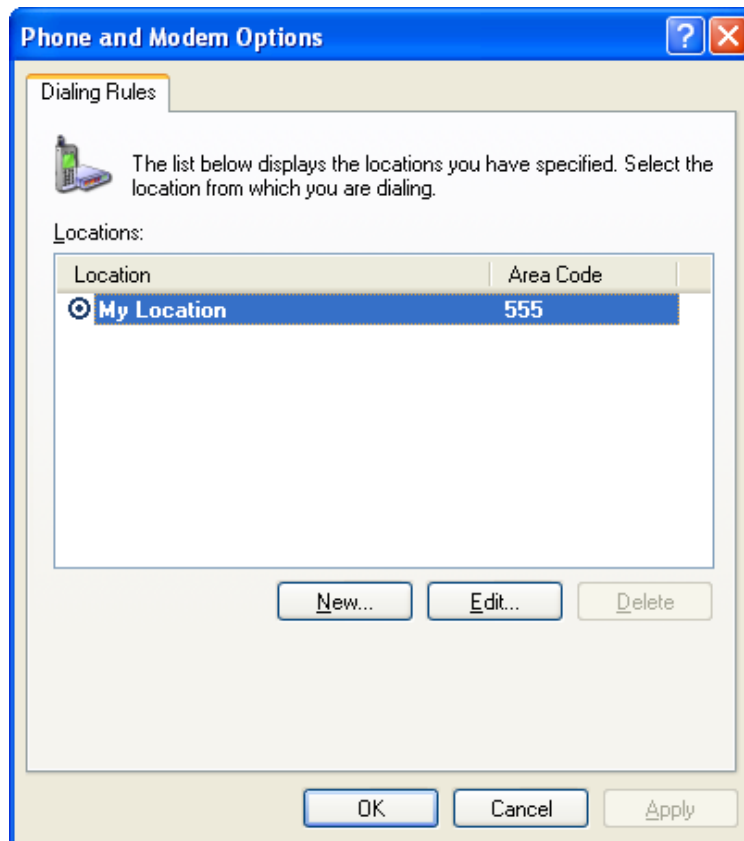 Phone and Modem Options
Dialing Rules
The list below displays the locations you have specified. Select the
location from which you are dialing.
Locations:
Location Area Code
My Location 555
New... Edit... Delete
OK Cancel Apply